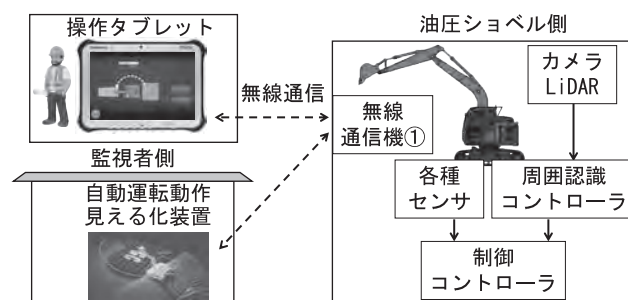 操作タブレット
無線通信
監視者側
自動運転動作
見える化装置
油圧ショベル側
カメラ
LiDAR
無線
通信機①
各種
センサ
周囲認識
コントローラ
制御
コントローラ